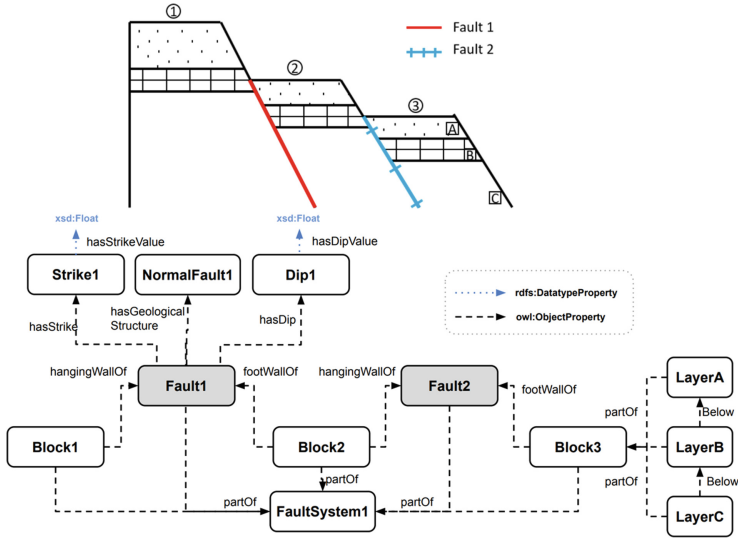 ①
Fault 1
Fault 2
②
③
A
B
C
xsd:Float
xsd:Float
hasStrikeValue
hasDipValue
Strike1
NormalFault1
Dip1
rdfs:DatatypeProperty
owl:ObjectProperty
hasStrike
hasGeological
Structure
hasDip
hangingWallOf
footWallOf
hangingWallOf
footWallOf
Fault1
Fault2
LayerA
partOf
Below
Block1
Block2
Block3
LayerB
partOf
partOf
Below
partOf
partOf
FaultSystem1
LayerC